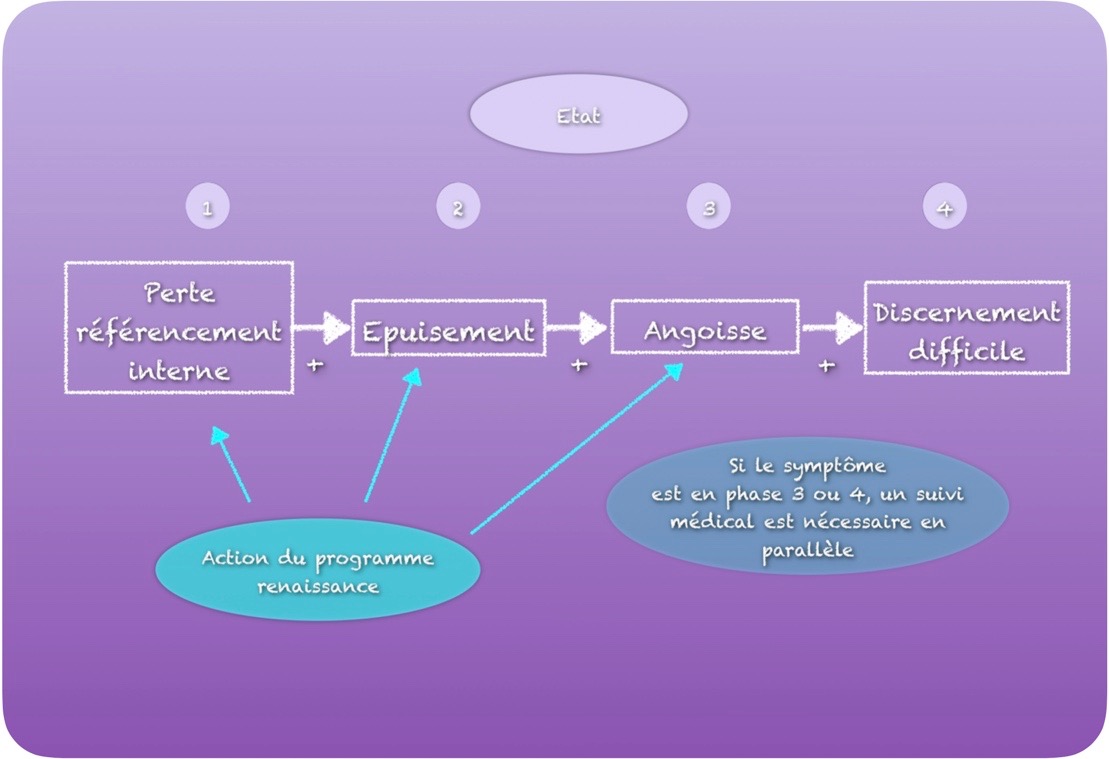 Etat
1
2
3
4
Perte
référencement
interne
+
Epuisement
+
Angoisse
+
Discernement
difficile
Action du programme
renaissance
Si le symptôme
est en phase 3 ou 4, un suivi
médical est nécessaire en
parallèle